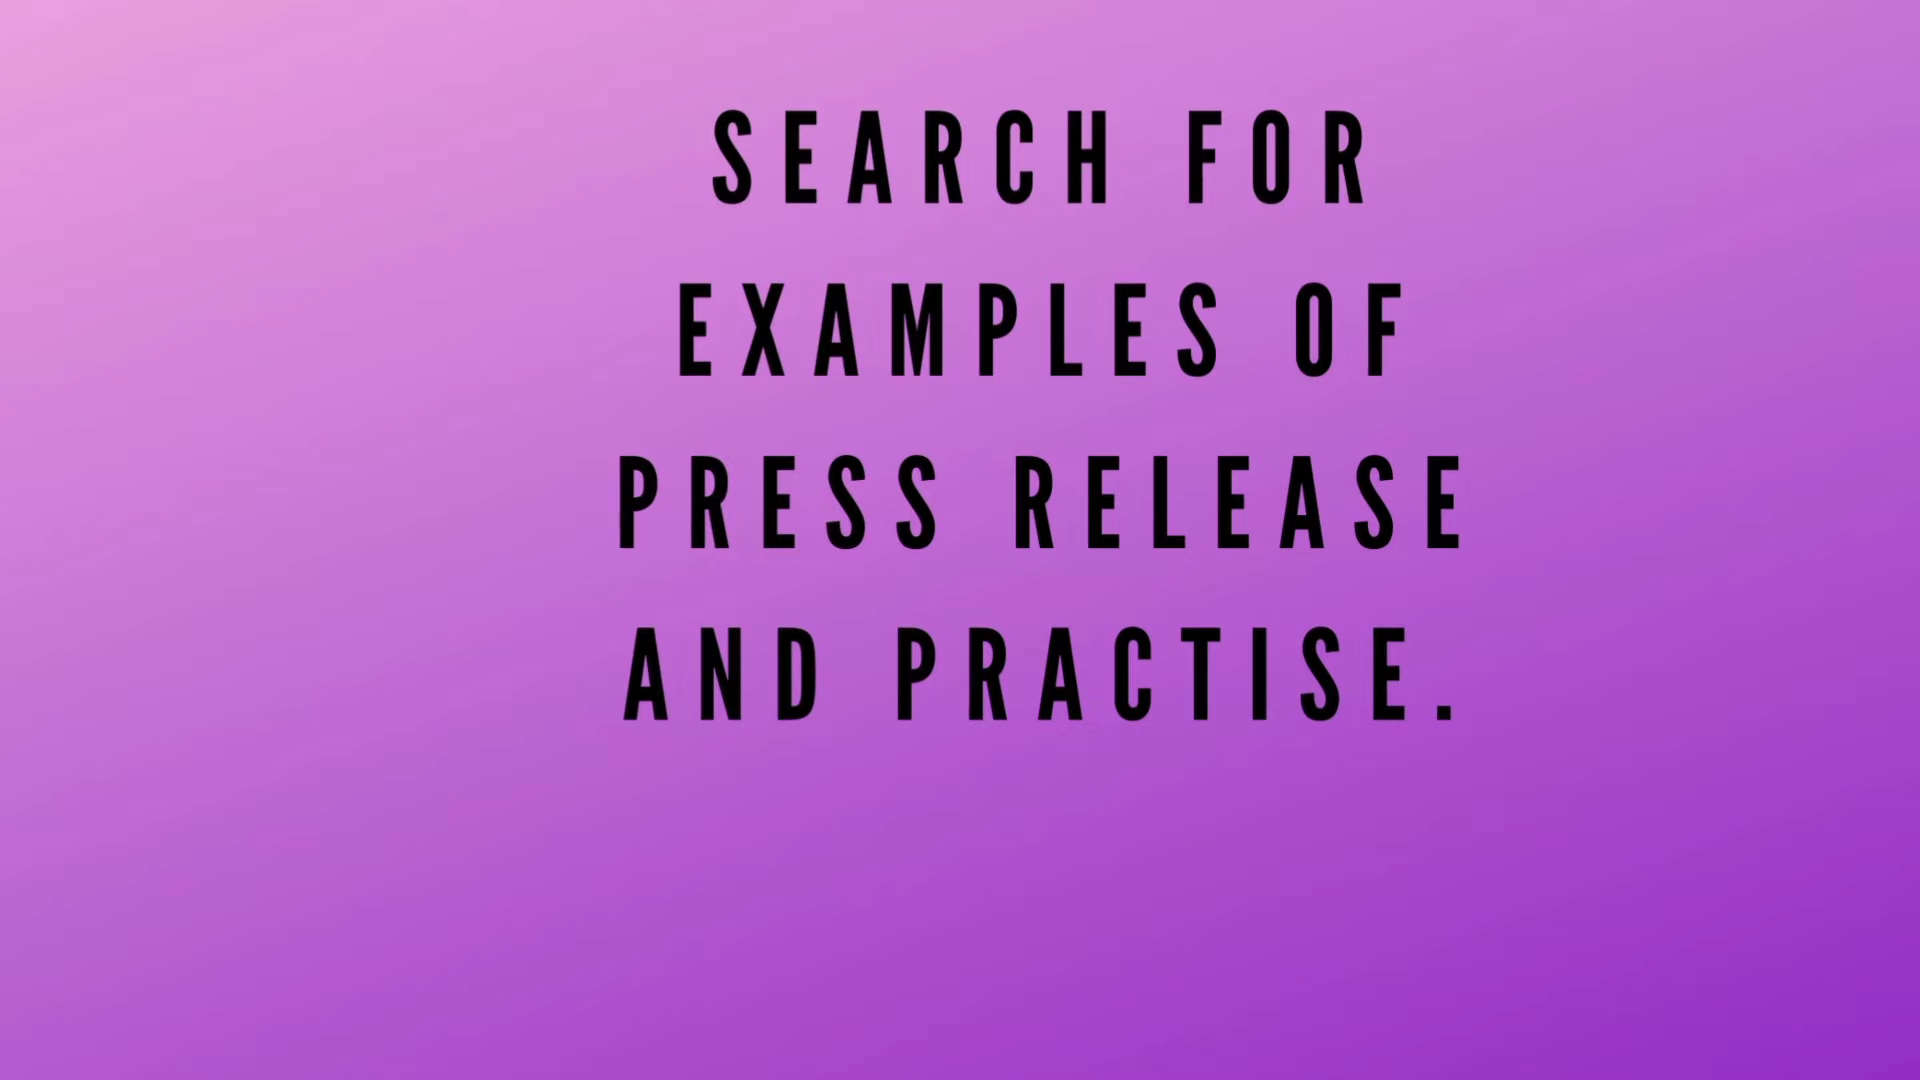 SEARCH FOR
EXAMPLES OF
PRESS RELEASE
AND PRACTISE.